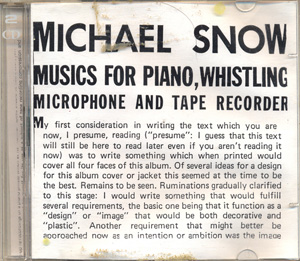 MICHAEL SNOW
MUSICS FOR PIANO, WHISTLING
MICROPHONE AND TAPE RECORDER
My first consideration in writing the text which you are
now, I presume, reading ("presume": I guess that this text
will still be here to read later even if you aren't reading it
now) was to write something which when printed would
cover all four faces of this album. Of several ideas for a design
for this album cover or jacket this seemed at the time to be
the best. Remains to be seen. Ruminations gradually clarified
to this stage: I would write something that would fulfill
several requirements, the basic one being that it function as a
"design" or "image" that would be both decorative and
"plastic". Another requirement that might better be
approached now as an intention or ambition was the image